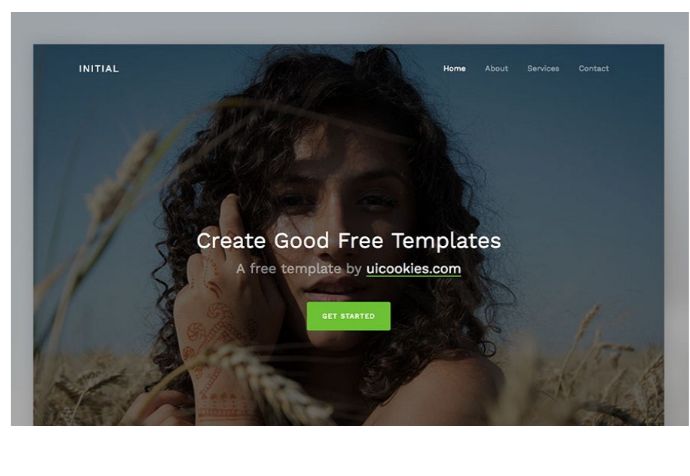 INITIAL
Home About Services Contact
Create Good Free Templates
A free template by uicookies.com
GET STARTED